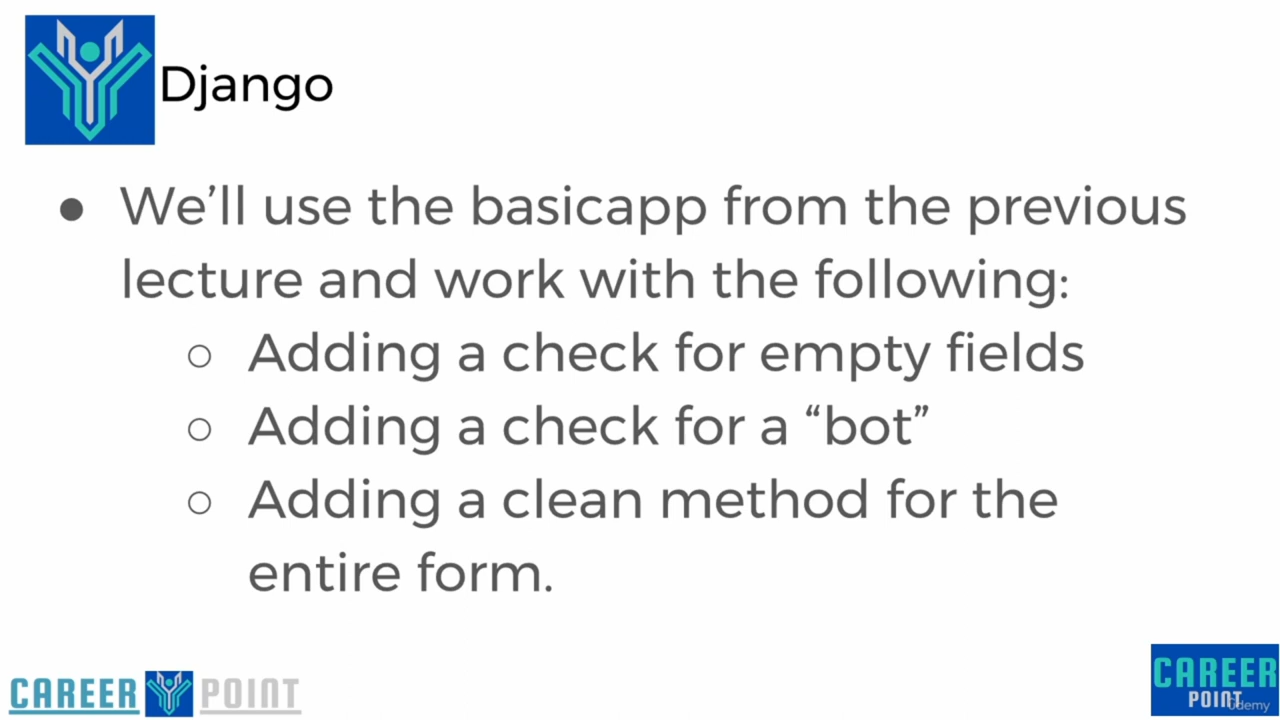 Django
● We’ll use the basicapp from the previous
lecture and work with the following:
○ Adding a check for empty fields
○ Adding a check for a “bot”
○ Adding a clean method for the
entire form.
CAREER POINT
CAREER
POINT
udemy